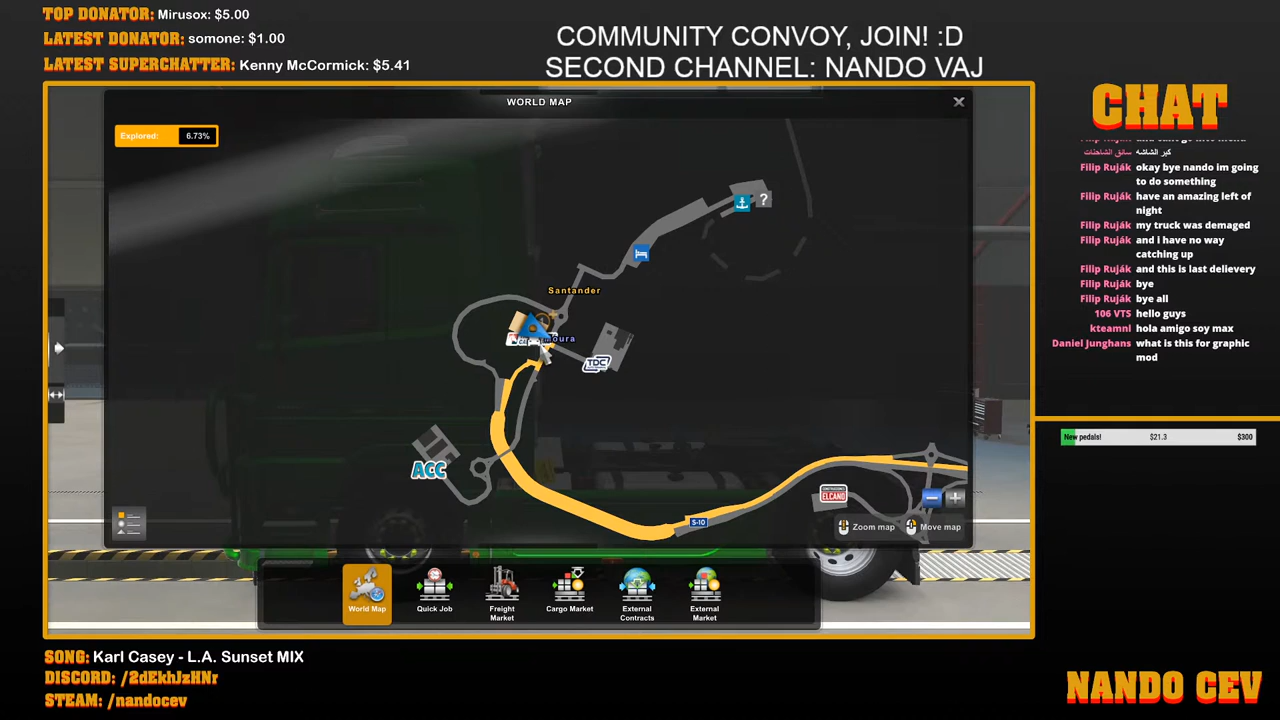 TOP DONATOR: Mirusox: $5.00
LATEST DONATOR: somone: $1.00
LATEST SUPERCHATTER: Kenny McCormick: $5.41
COMMUNITY CONVOY, JOIN! :D
SECOND CHANNEL: NANDO VAJ
WORLD MAP
Explored: 6.73%
?
Santander
moura
TDC
ACC
ELCANO
S-10
Zoom map
Move map
World Map
Quick Job
Freight Market
Cargo Market
External Contracts
External Market
CHAT
سائق الشاحنات كبر الشاشه
Filip Ruják okay bye nando im going
to do something
Filip Ruják have an amazing left of
night
Filip Ruják my truck was damaged
Filip Ruják and i have no way
catching up
Filip Ruják and this is last delievery
Filip Ruják bye
Filip Ruják bye all
106 VTS hello guys
kteamnl hola amigo soy max
Daniel Junghans what is this for graphic
mod
New pedals! $21.3 $300
SONG: Karl Casey - L.A. Sunset MIX
DISCORD: /2dEkhJzHNr
STEAM: /nandocev
NANDO CEV